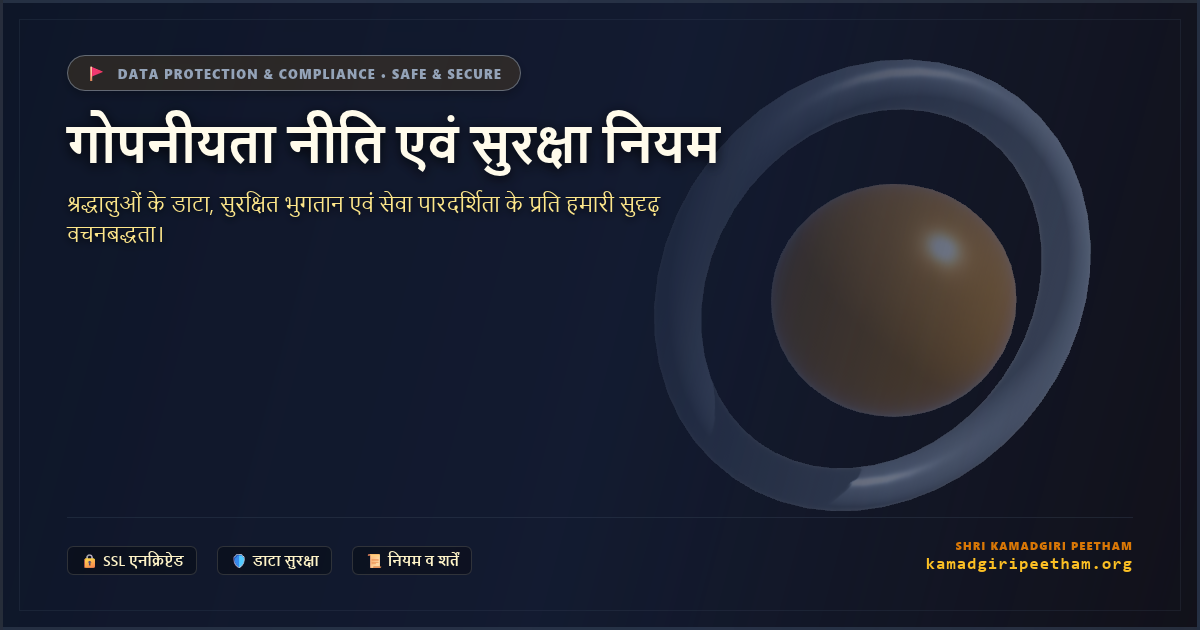 DATA PROTECTION & COMPLIANCE • SAFE & SECURE
गोपनीयता नीति एवं सुरक्षा नियम
श्रद्धालुओं के डाटा, सुरक्षित भुगतान एवं सेवा पारदर्शिता के प्रति हमारी सुदृढ़
वचनबद्धता।
SSL एनक्रिप्टेड
डाटा सुरक्षा
नियम व शर्तें
SHRI KAMADGIRI PEETHAM
kamadgiripeetham.org